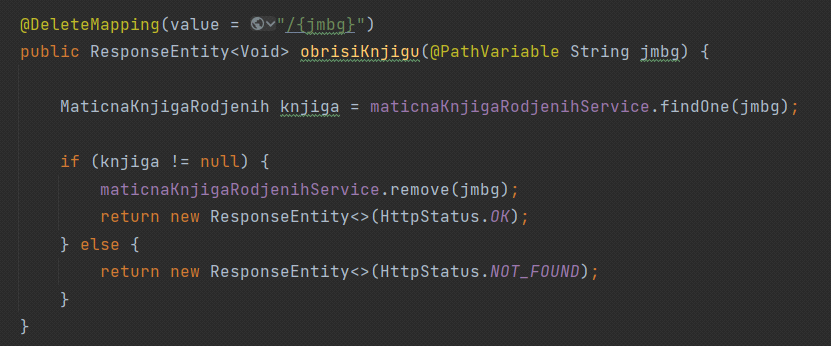 @DeleteMapping(value = "/{jmbg}")
public ResponseEntity<Void> obrisiKnjigu(@PathVariable String jmbg) {
MaticnaKnjigaRodjenih knjiga = maticnaKnjigaRodjenihService.findOne(jmbg);
if (knjiga != null) {
maticnaKnjigaRodjenihService.remove(jmbg);
return new ResponseEntity<>(HttpStatus.OK);
} else {
return new ResponseEntity<>(HttpStatus.NOT_FOUND);
}
}